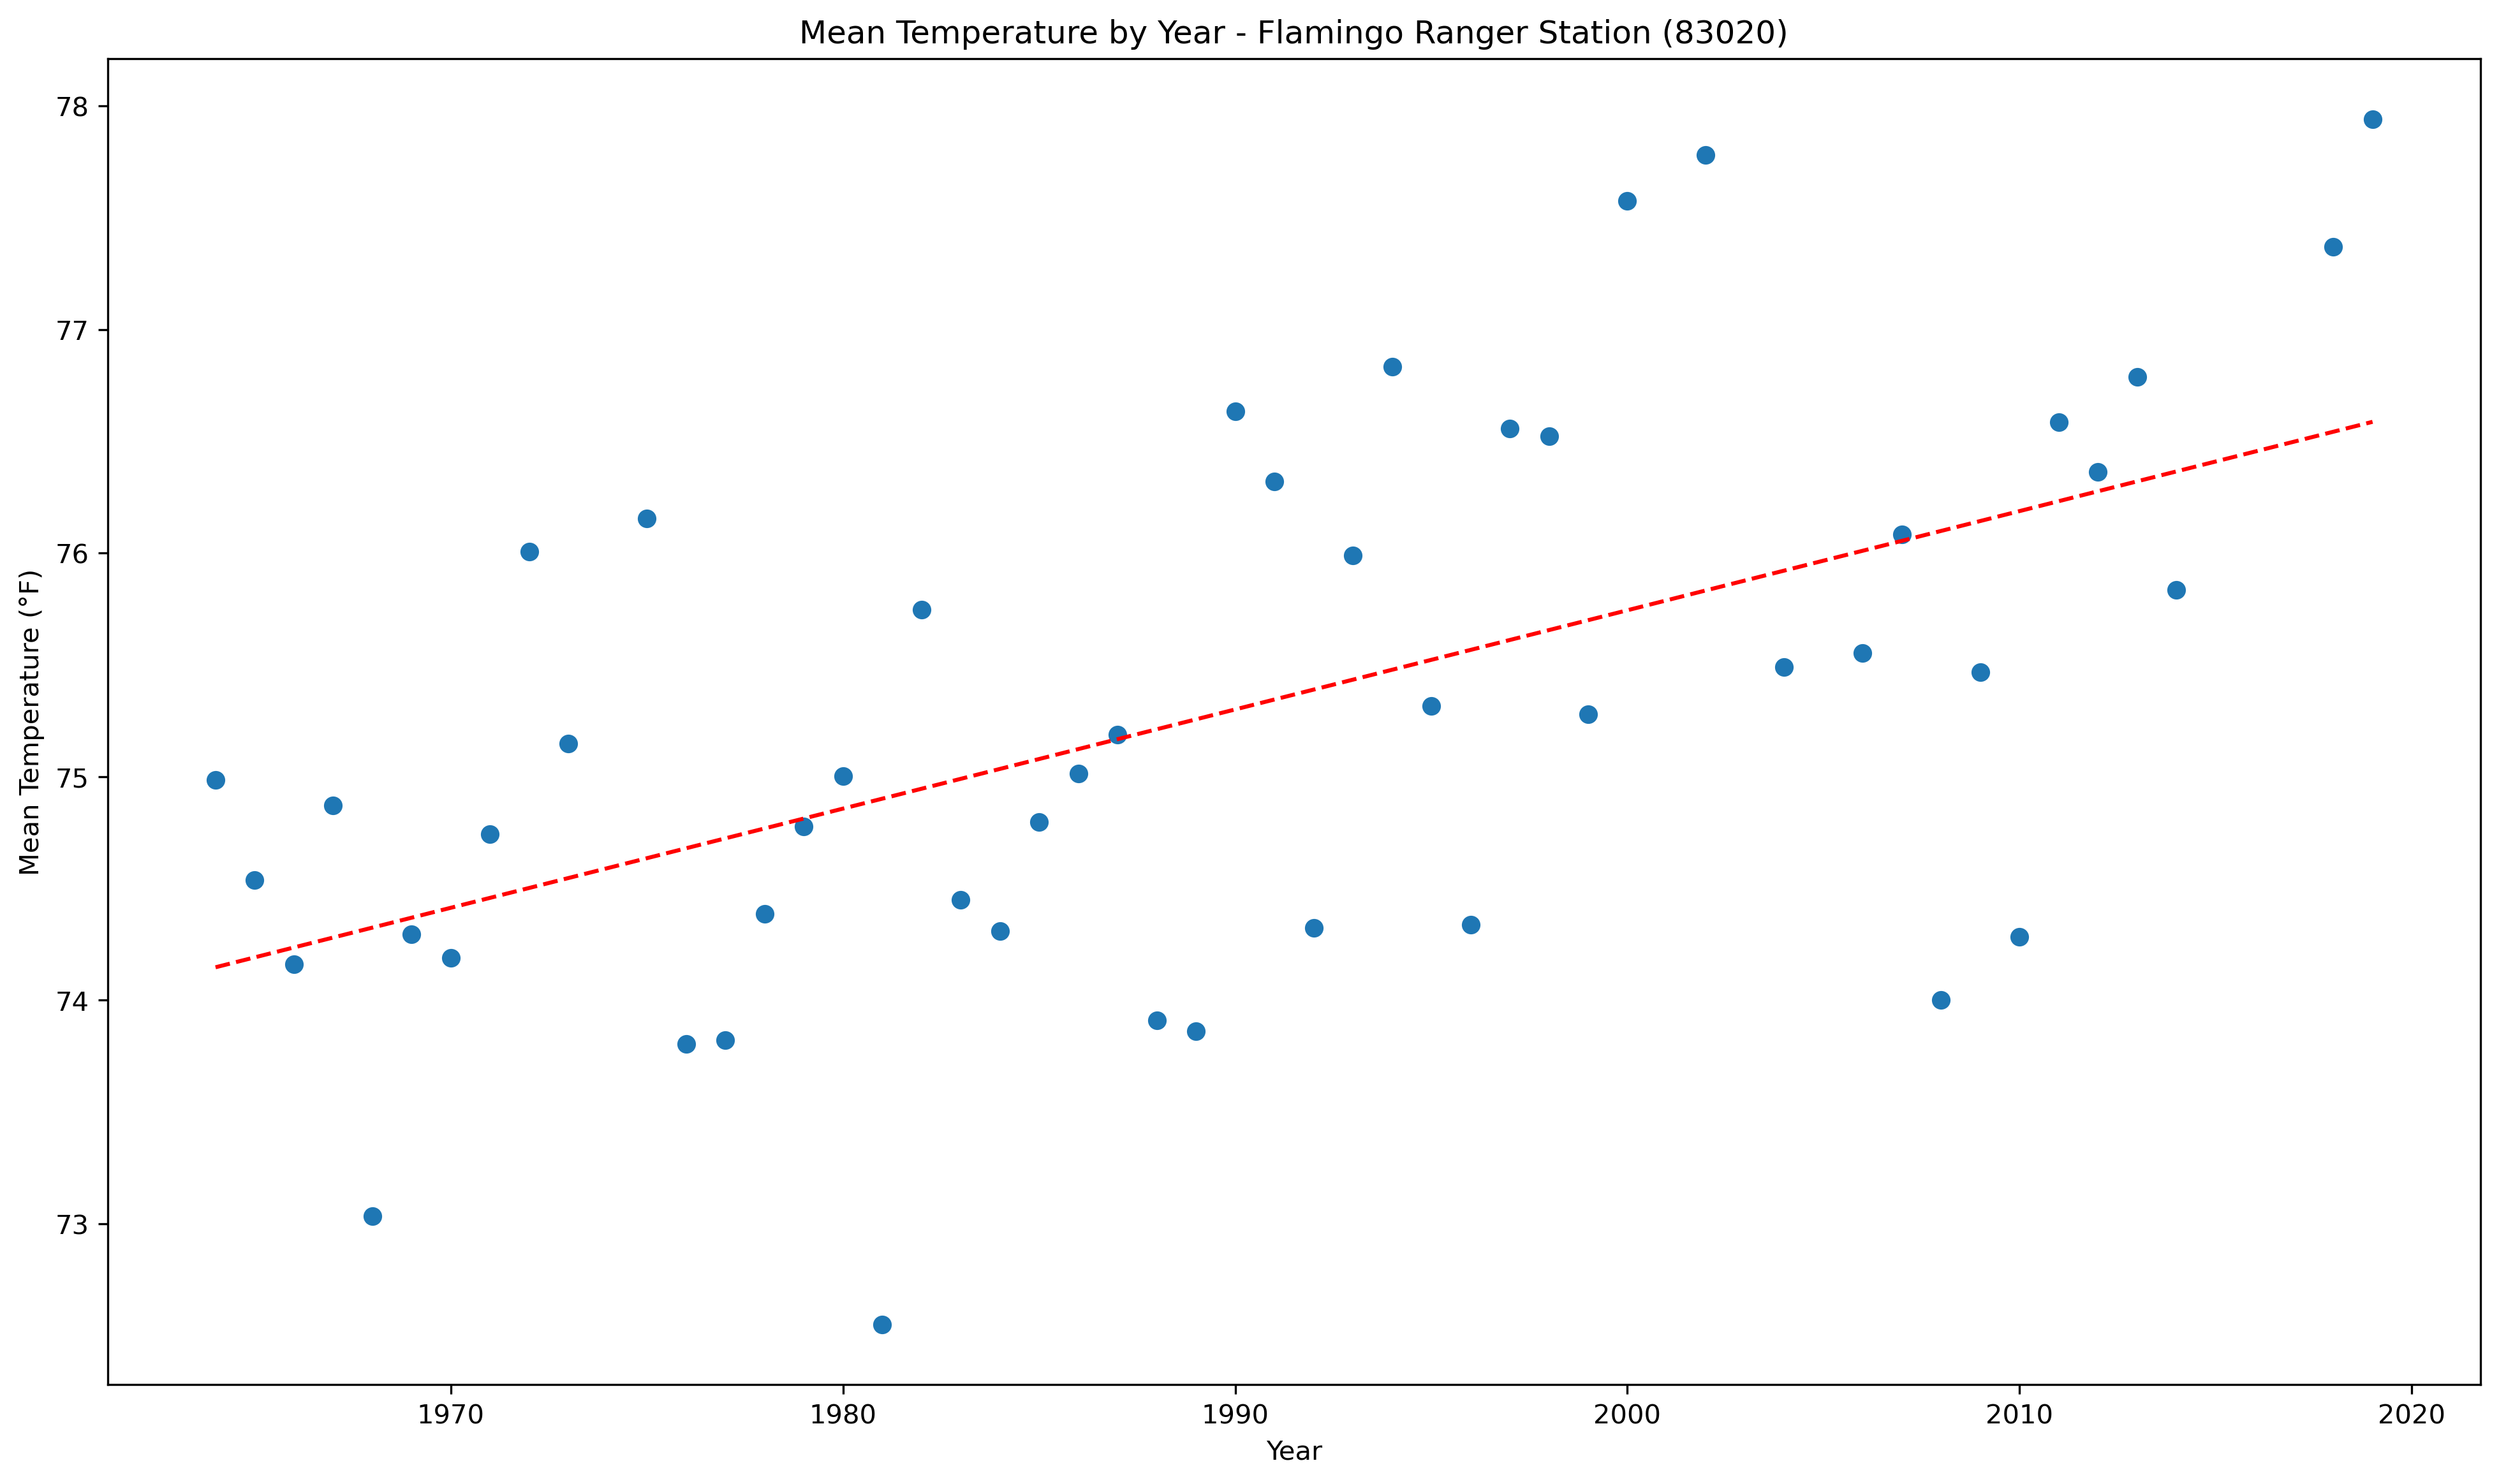 Mean Temperature by Year - Flamingo Ranger Station (83020)
Mean Temperature (°F)
78
77
76
75
74
73
1970 1980 1990 2000 2010 2020
Year